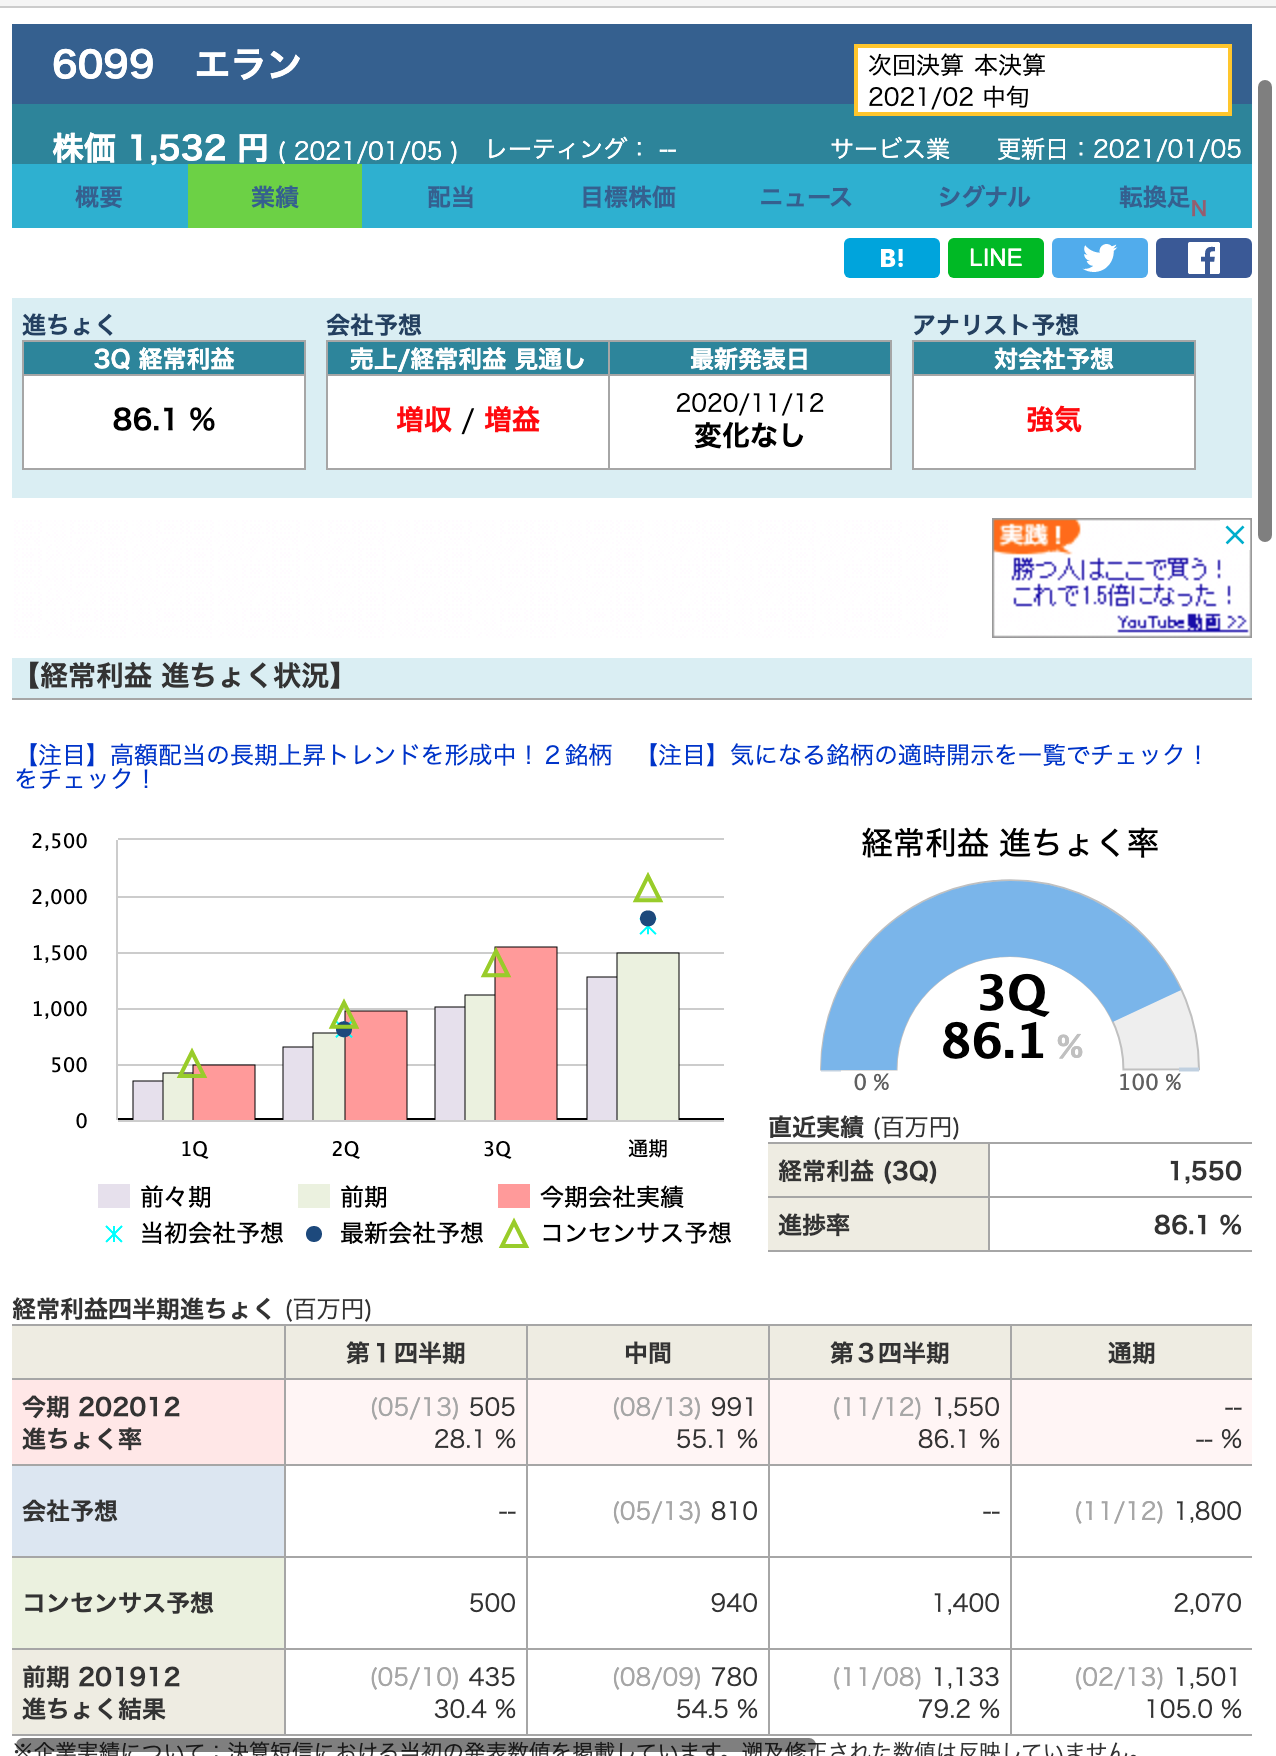 6099 エラン
次回決算 本決算
2021/02 中旬
株価 1,532 円 ( 2021/01/05 ) レーティング： -- サービス業 更新日：2021/01/05
概要 業績 配当 目標株価 ニュース シグナル 転換足N
B! LINE
進ちょく 会社予想 アナリスト予想
3Q 経常利益 売上/経常利益 見通し 最新発表日 対会社予想
86.1 % 増収 / 増益 2020/11/12 強気
変化なし
実践！
勝つ人はここで買う！
これで1.5倍になった！
YouTube動画 >>
【経常利益 進ちょく状況】
【注目】高額配当の長期上昇トレンドを形成中！２銘柄 【注目】気になる銘柄の適時開示を一覧でチェック！
をチェック！
2,500
2,000
1,500
1,000
500
0
1Q 2Q 3Q 通期
前々期 前期 今期会社実績
当初会社予想 最新会社予想 コンセンサス予想
経常利益 進ちょく率
3Q
86.1 %
0 % 100 %
直近実績 (百万円)
経常利益 (3Q) 1,550
進捗率 86.1 %
経常利益四半期進ちょく (百万円)
第１四半期 中間 第３四半期 通期
今期 202012 (05/13) 505 (08/13) 991 (11/12) 1,550 --
進ちょく率 28.1 % 55.1 % 86.1 % -- %
会社予想 -- (05/13) 810 -- (11/12) 1,800
コンセンサス予想 500 940 1,400 2,070
前期 201912 (05/10) 435 (08/09) 780 (11/08) 1,133 (02/13) 1,501
進ちょく結果 30.4 % 54.5 % 79.2 % 105.0 %
※企業実績について：決算短信における当初の発表数値を掲載しています。遡及修正された数値は反映していません。